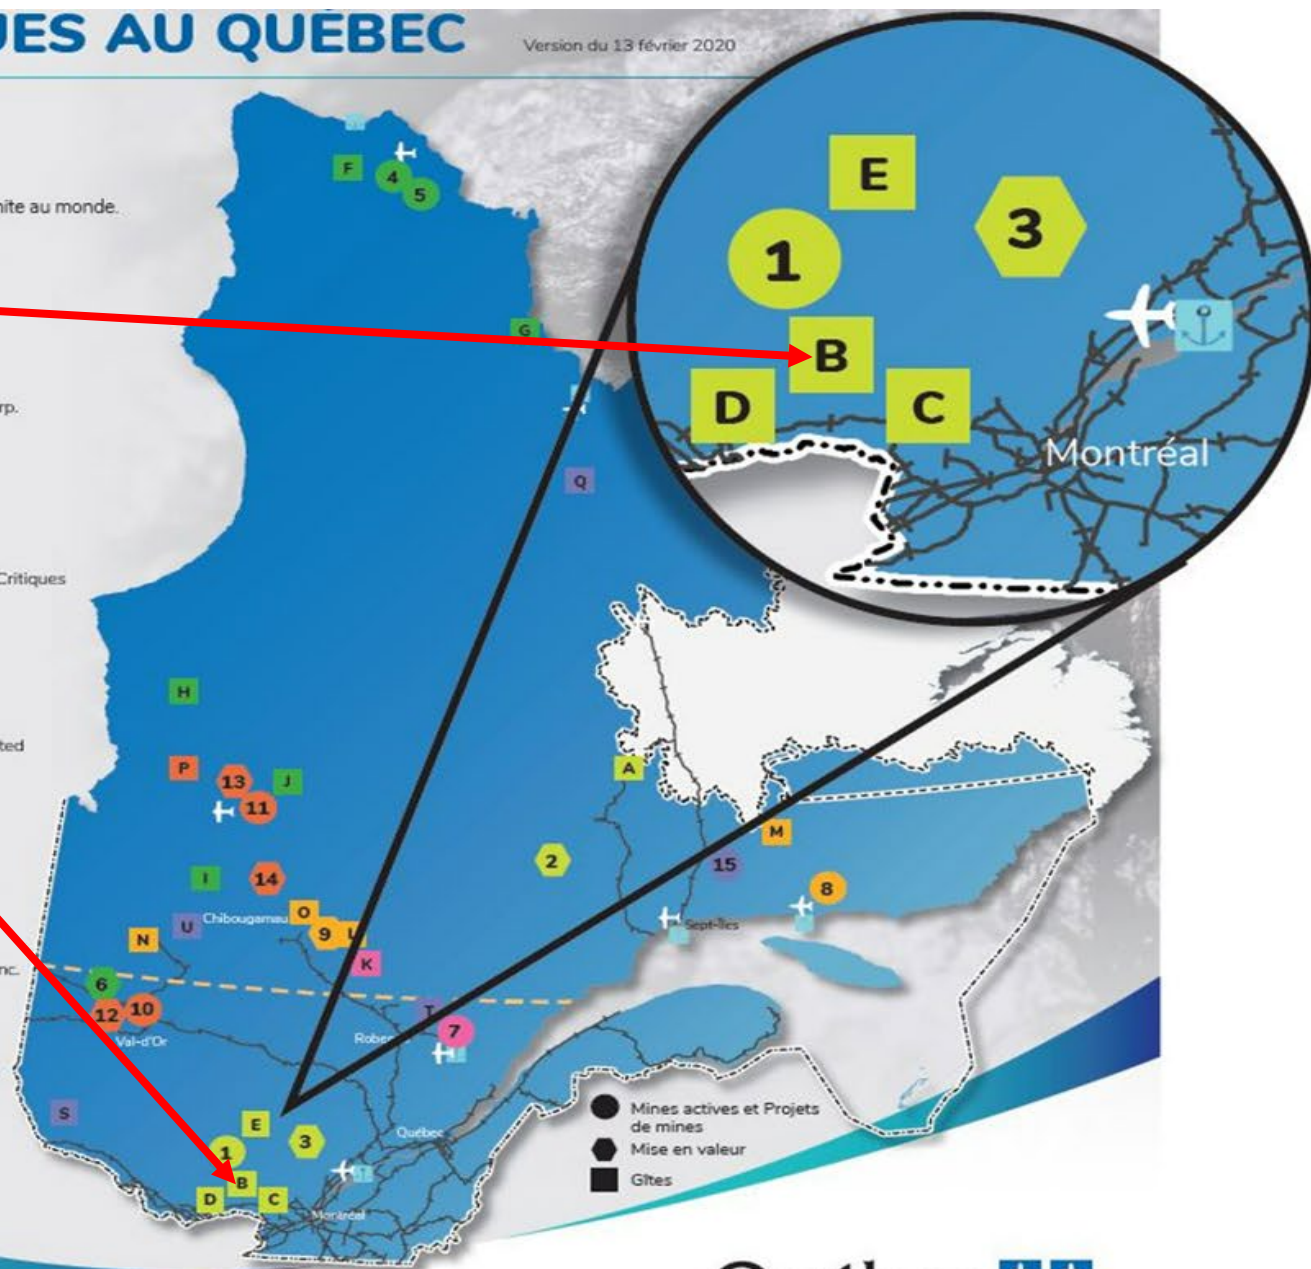 UES AU QUÉBEC
Version du 13 février 2020
F
4
5
ite au monde.
G
E
1
3
B
D
C
Montréal
rp.
Q
Critiques
H
ted
P
13
J
11
A
M
2
15
I
14
8
O
U
Chibougamau
9
L
N
Sept-Îles
K
nc.
6
12
10
T
7
Val-d'Or
S
E
3
Québec
1
B
D
C
Montréal
Mines actives et Projets
de mines
Mise en valeur
Gîtes